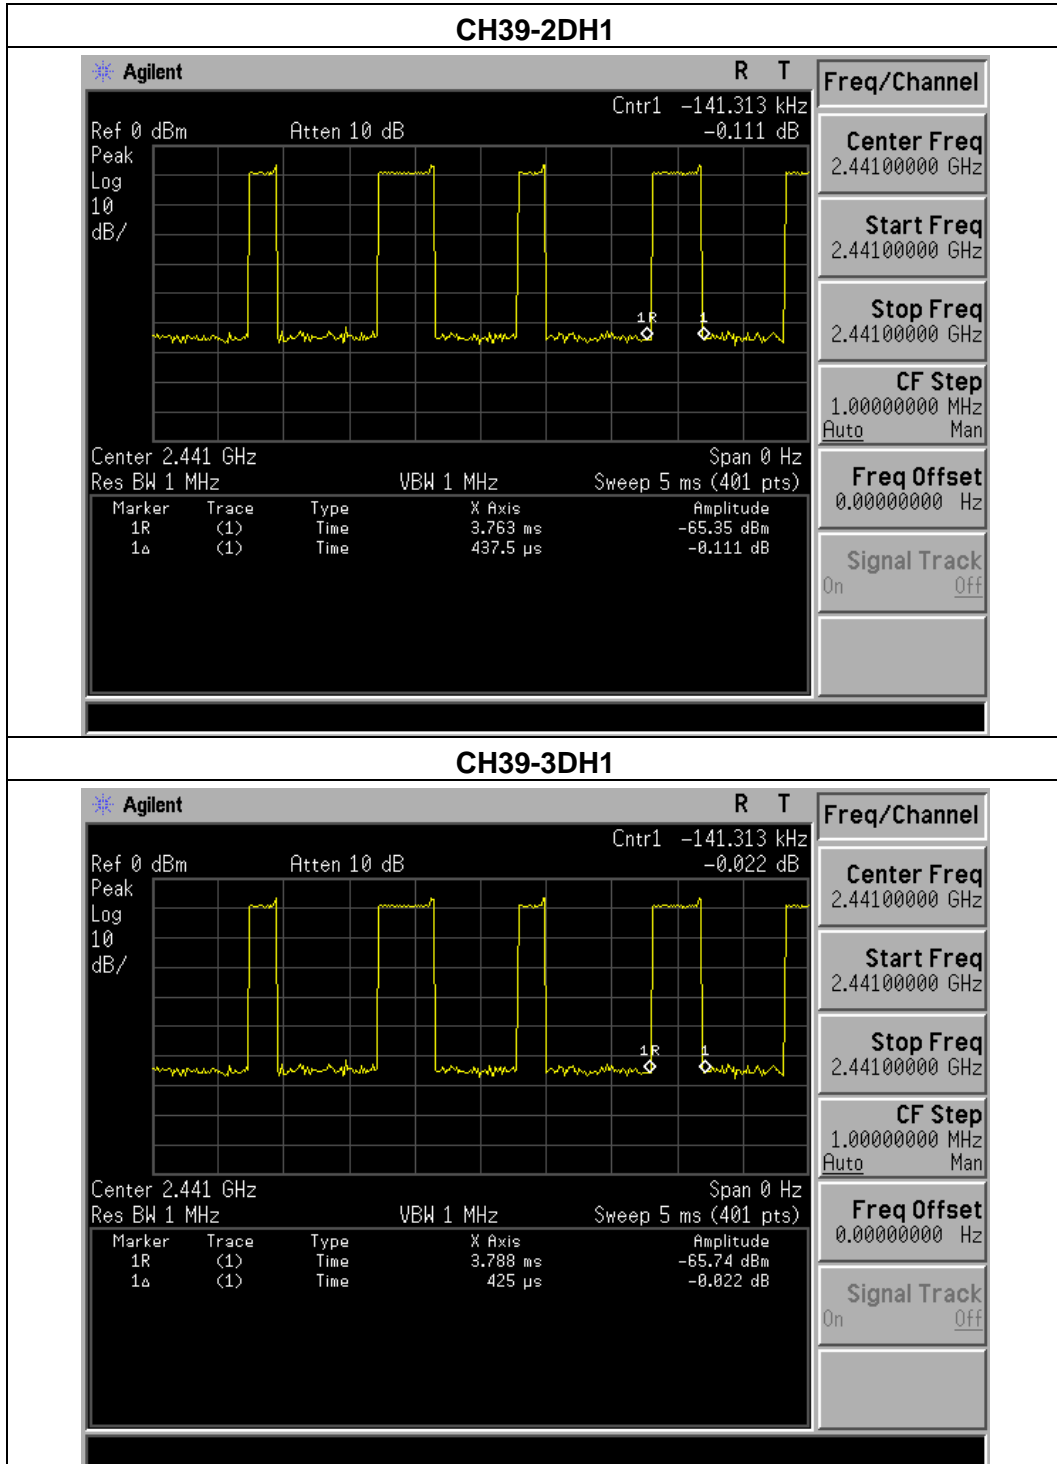 CH39-2DH1
Agilent R T
Freq/Channel
Cntr1 -141.313 kHz
Ref 0 dBm Atten 10 dB -0.111 dB
Peak
Log
10
dB/
1R 1
Center 2.441 GHz Span 0 Hz
Res BW 1 MHz VBW 1 MHz Sweep 5 ms (401 pts)
Marker Trace Type X Axis Amplitude
1R (1) Time 3.763 ms -65.35 dBm
1Δ (1) Time 437.5 µs -0.111 dB
Center Freq
2.44100000 GHz
Start Freq
2.44100000 GHz
Stop Freq
2.44100000 GHz
CF Step
1.00000000 MHz
Auto Man
Freq Offset
0.00000000 Hz
Signal Track
On Off
CH39-3DH1
Agilent R T
Freq/Channel
Cntr1 -141.313 kHz
Ref 0 dBm Atten 10 dB -0.022 dB
Peak
Log
10
dB/
1R 1
Center 2.441 GHz Span 0 Hz
Res BW 1 MHz VBW 1 MHz Sweep 5 ms (401 pts)
Marker Trace Type X Axis Amplitude
1R (1) Time 3.788 ms -65.74 dBm
1Δ (1) Time 425 µs -0.022 dB
Center Freq
2.44100000 GHz
Start Freq
2.44100000 GHz
Stop Freq
2.44100000 GHz
CF Step
1.00000000 MHz
Auto Man
Freq Offset
0.00000000 Hz
Signal Track
On Off